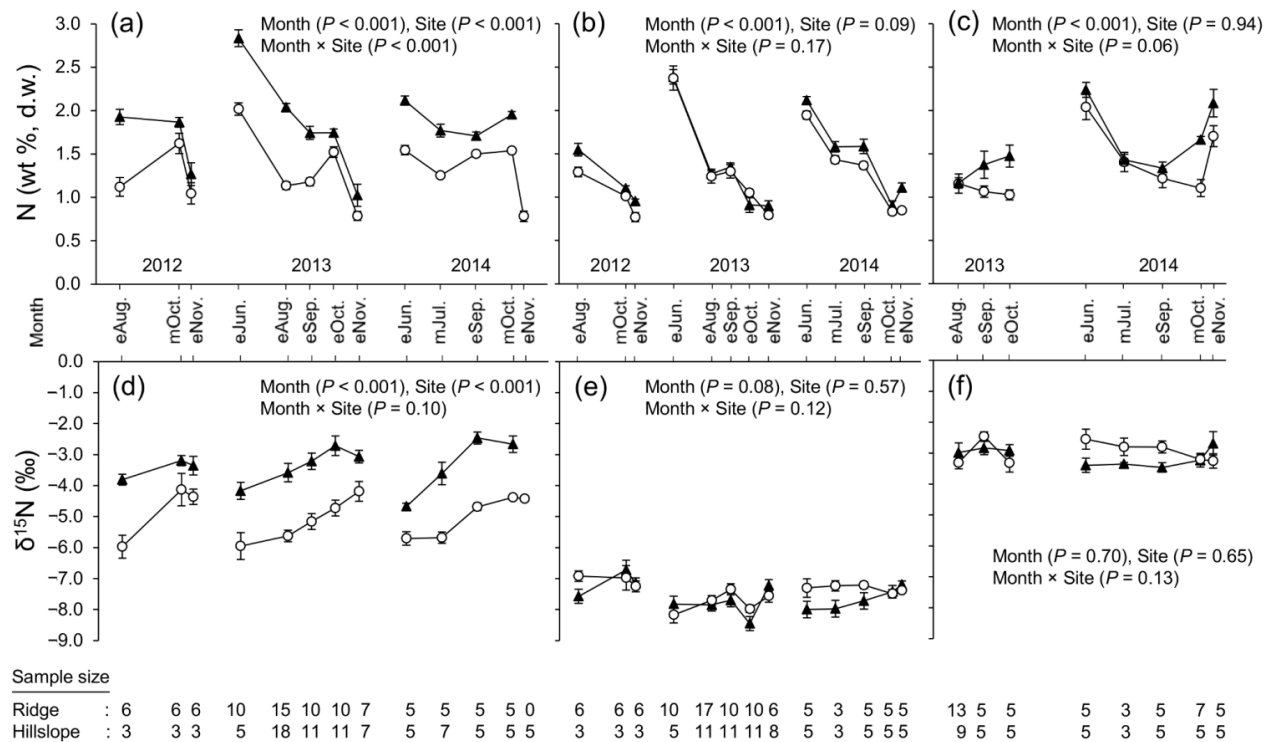 (a) Month (P < 0.001), Site (P < 0.001)
Month × Site (P < 0.001)
(b) Month (P < 0.001), Site (P = 0.09)
Month × Site (P = 0.17)
(c) Month (P < 0.001), Site (P = 0.94)
Month × Site (P = 0.06)
N (wt %, d.w.)
3.0
2.5
2.0
1.5
1.0
0.5
0.0
2012 2013 2014
2012 2013 2014
2013 2014
Month
eAug. mOct. eNov. eJun. eAug. eSep. eOct. eNov. eJun. mJul. eSep. mOct. eNov.
eAug. mOct. eNov. eJun. eAug. eSep. eOct. eNov. eJun. mJul. eSep. mOct. eNov.
eAug. eSep. eOct. eJun. mJul. eSep. mOct. eNov.
(d) Month (P < 0.001), Site (P < 0.001)
Month × Site (P = 0.10)
(e) Month (P = 0.08), Site (P = 0.57)
Month × Site (P = 0.12)
(f)
Month (P = 0.70), Site (P = 0.65)
Month × Site (P = 0.13)
δ15N (‰)
0.0
−1.0
−2.0
−3.0
−4.0
−5.0
−6.0
−7.0
−8.0
−9.0
Sample size
Ridge : 6 6 6 10 15 10 10 7 5 5 5 5 0 6 6 6 10 17 10 10 6 5 3 5 5 5 13 5 5 5 3 5 7 5
Hillslope : 3 3 3 5 18 11 11 7 5 7 5 5 5 3 3 3 5 11 11 11 8 5 3 5 5 5 9 5 5 5 3 5 5 5